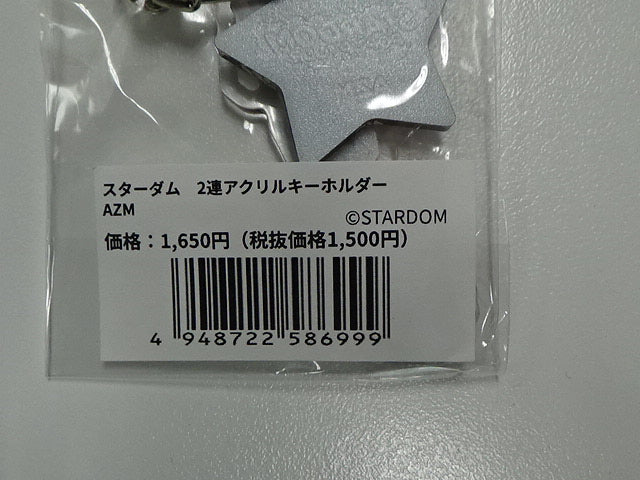 スターダム 2連アクリルキーホルダー
AZM
©STARDOM
価格：1,650円（税抜価格1,500円）
4 948722 586999